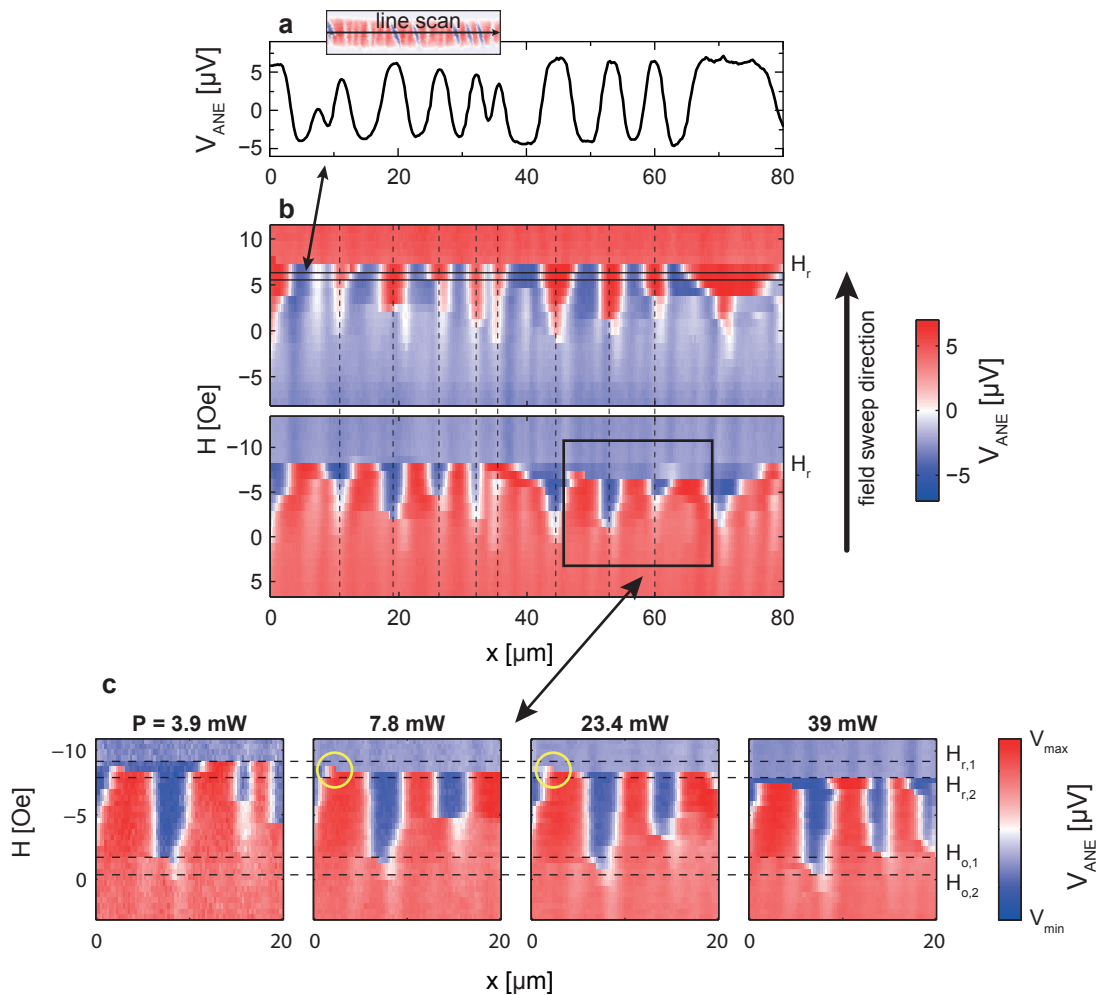 a
line scan
V_ANE [µV]
5
0
−5
0 20 40 60 80
b
10
5
0
−5
H_r
−10
−5
0
5
H_r
H [Oe]
0 20 40 60 80
x [µm]
field sweep direction
5
0
−5
V_ANE [µV]
c
P = 3.9 mW 7.8 mW 23.4 mW 39 mW
−10
−5
0
H [Oe]
H_r,1
H_r,2
H_o,1
H_o,2
V_max
V_min
V_ANE [µV]
0 20 0 20 0 20 0 20
x [µm]